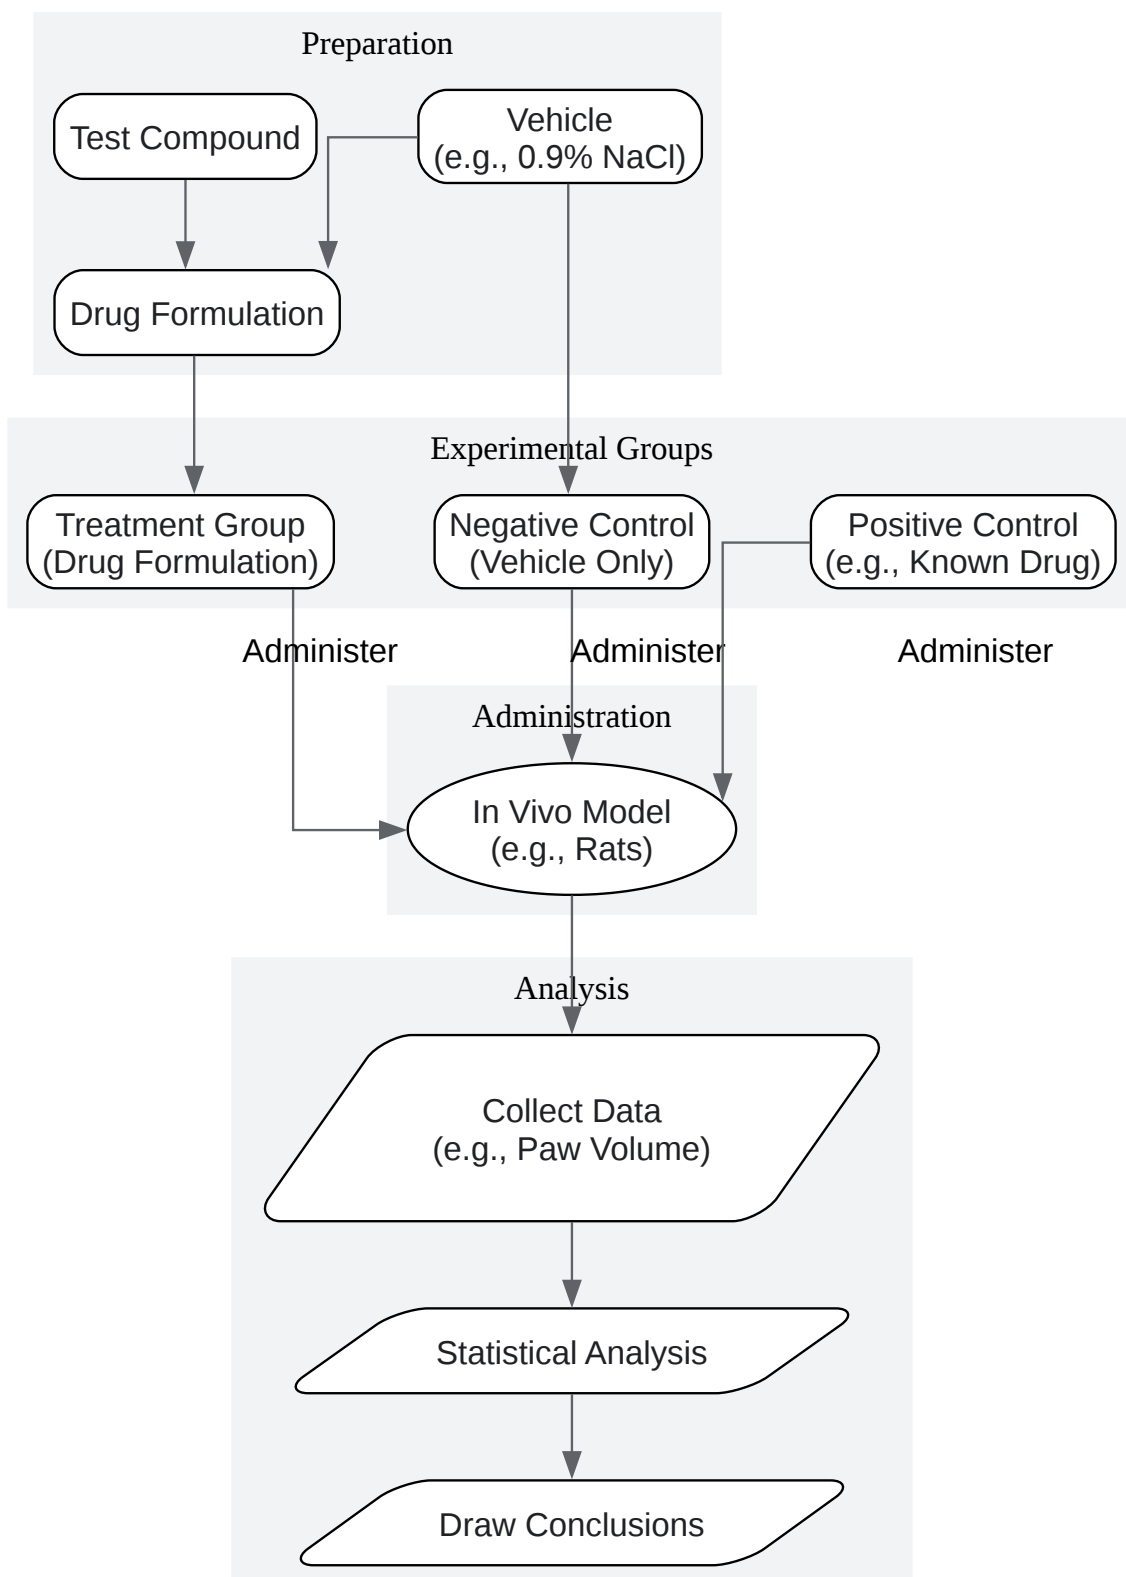 Preparation
Test Compound
Vehicle
(e.g., 0.9% NaCl)
Drug Formulation
Experimental Groups
Treatment Group
(Drug Formulation)
Negative Control
(Vehicle Only)
Positive Control
(e.g., Known Drug)
Administer
Administer
Administer
Administration
In Vivo Model
(e.g., Rats)
Analysis
Collect Data
(e.g., Paw Volume)
Statistical Analysis
Draw Conclusions